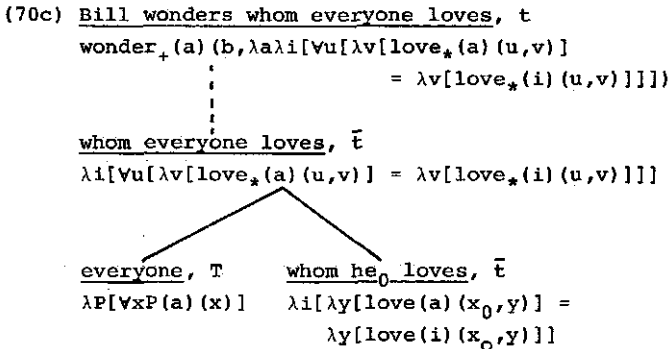 (70c) Bill wonders whom everyone loves, t
wonder₊(a)(b,λaλi[∀u[λv[love⁎(a)(u,v)]
= λv[love⁎(i)(u,v)]]])
whom everyone loves, t̄
λi[∀u[λv[love⁎(a)(u,v)] = λv[love⁎(i)(u,v)]]]
everyone, T whom he₀ loves, t̄
λP[∀xP(a)(x)] λi[λy[love(a)(x₀,y)] =
λy[love(i)(x₀,y)]]